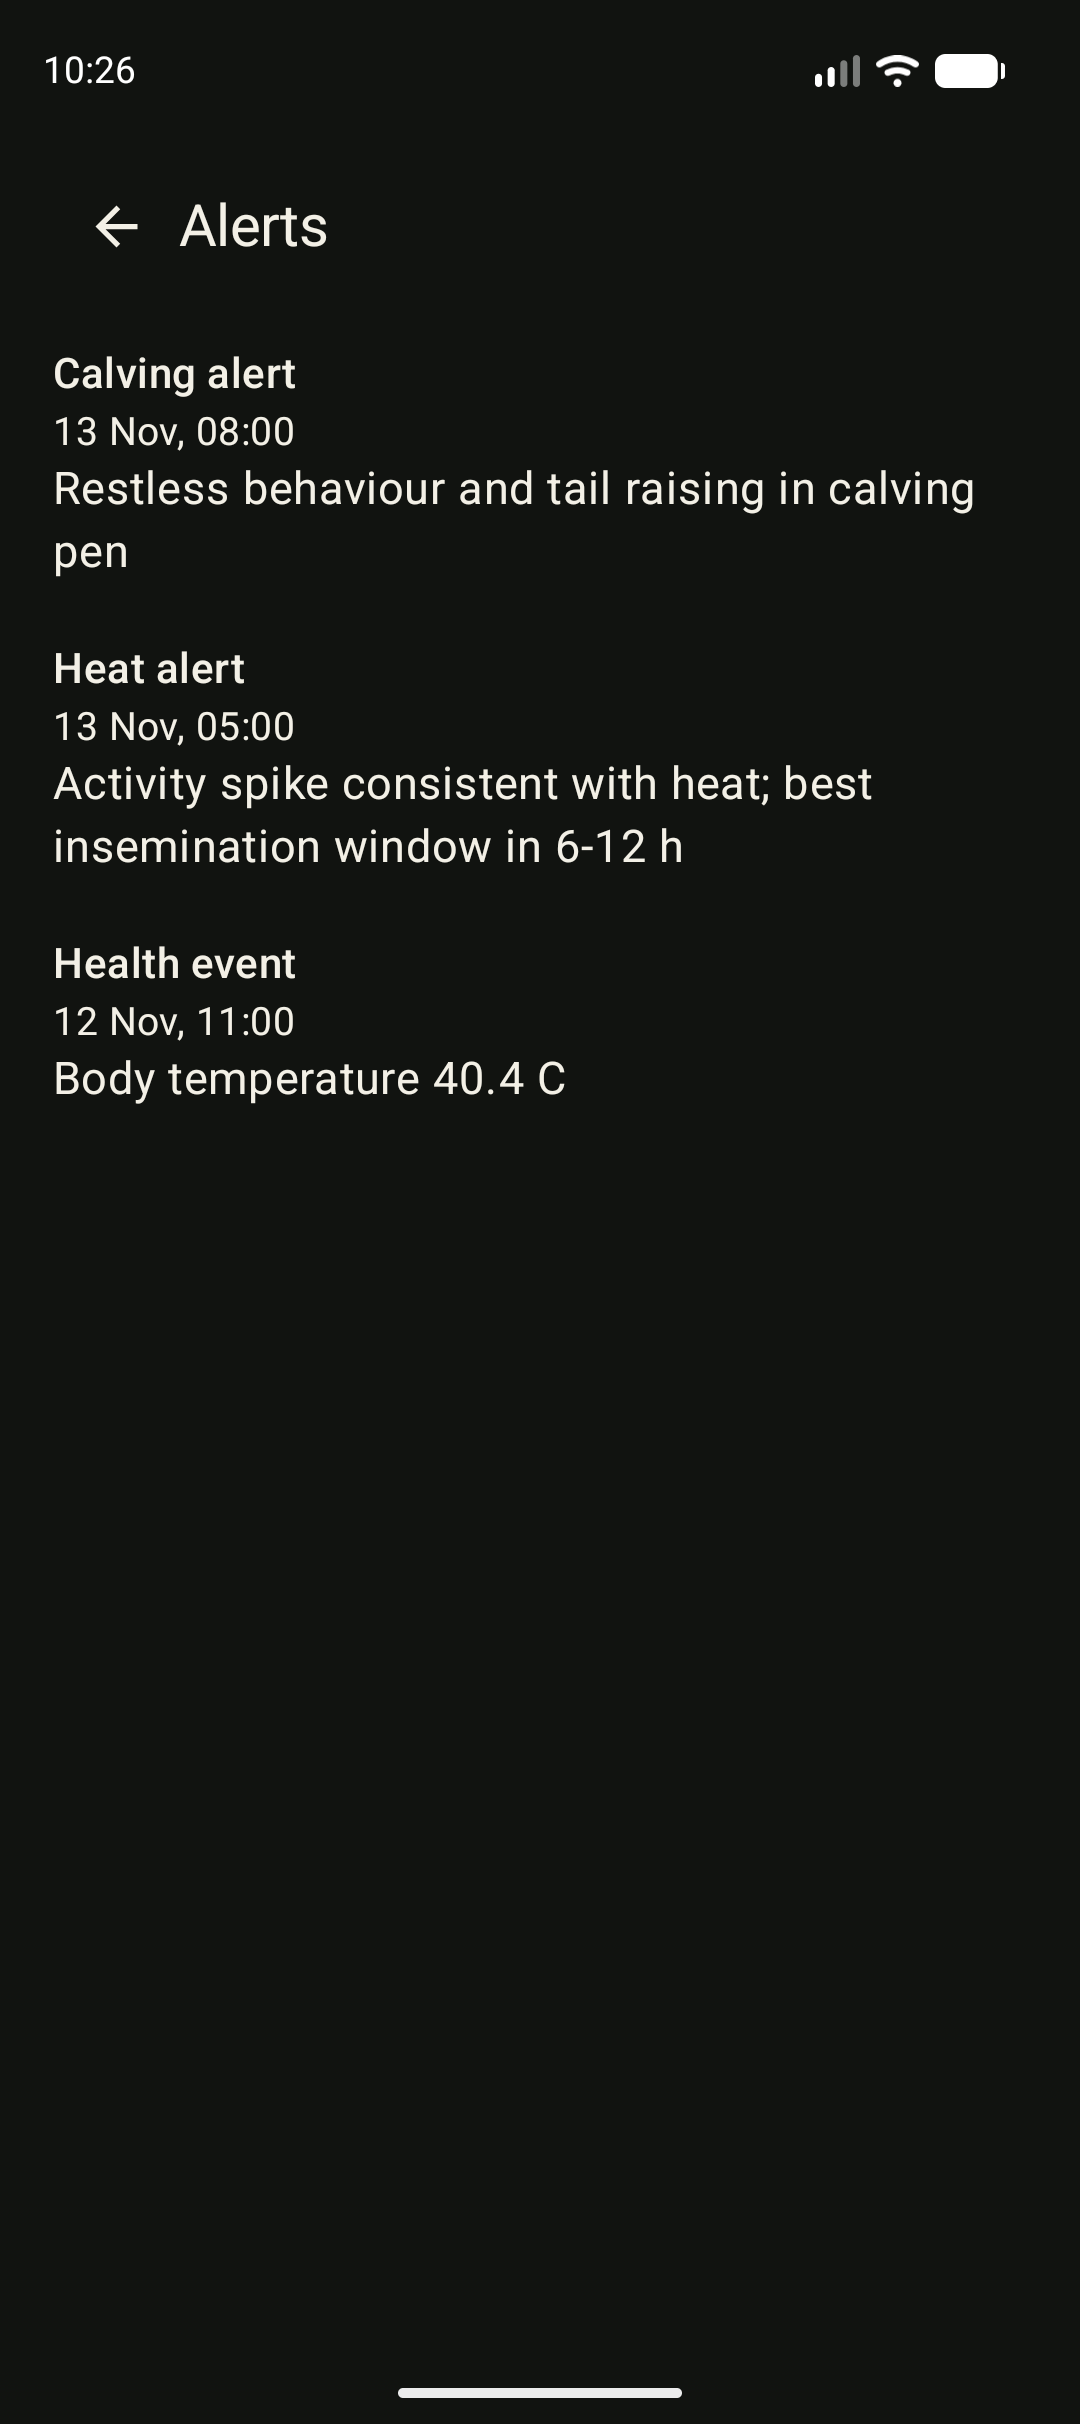 10:26
Alerts
Calving alert
13 Nov, 08:00
Restless behaviour and tail raising in calving
pen
Heat alert
13 Nov, 05:00
Activity spike consistent with heat; best
insemination window in 6-12 h
Health event
12 Nov, 11:00
Body temperature 40.4 C